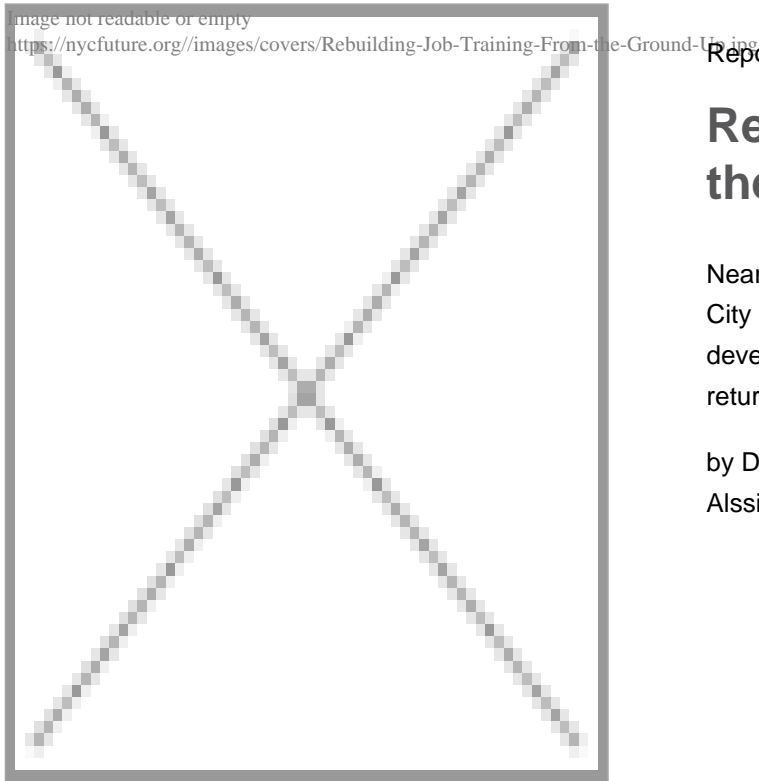 Image not readable or empty
https://nycfuture.org//images/covers/Rebuilding-Job-Training-From-the-Ground-Up.jpg
Repo
Re
the
Near
City
deve
retur
by D
Alssi